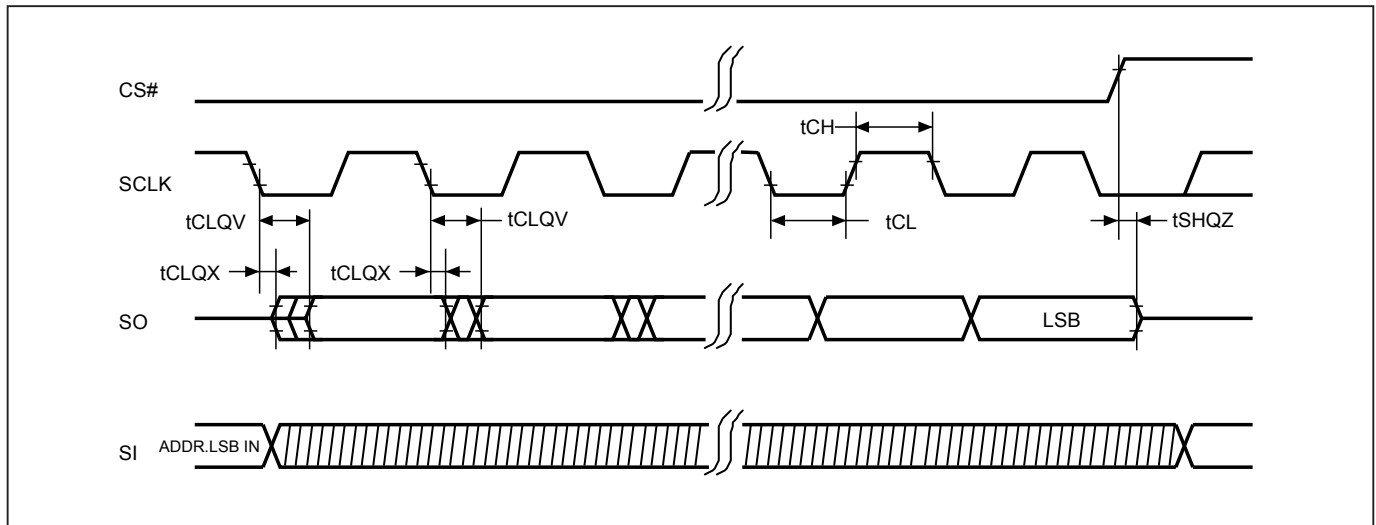 CS#
tCH
SCLK
tCLQV
tCLQV
tCL
tSHQZ
tCLQX
tCLQX
SO
LSB
SI
ADDR.LSB IN